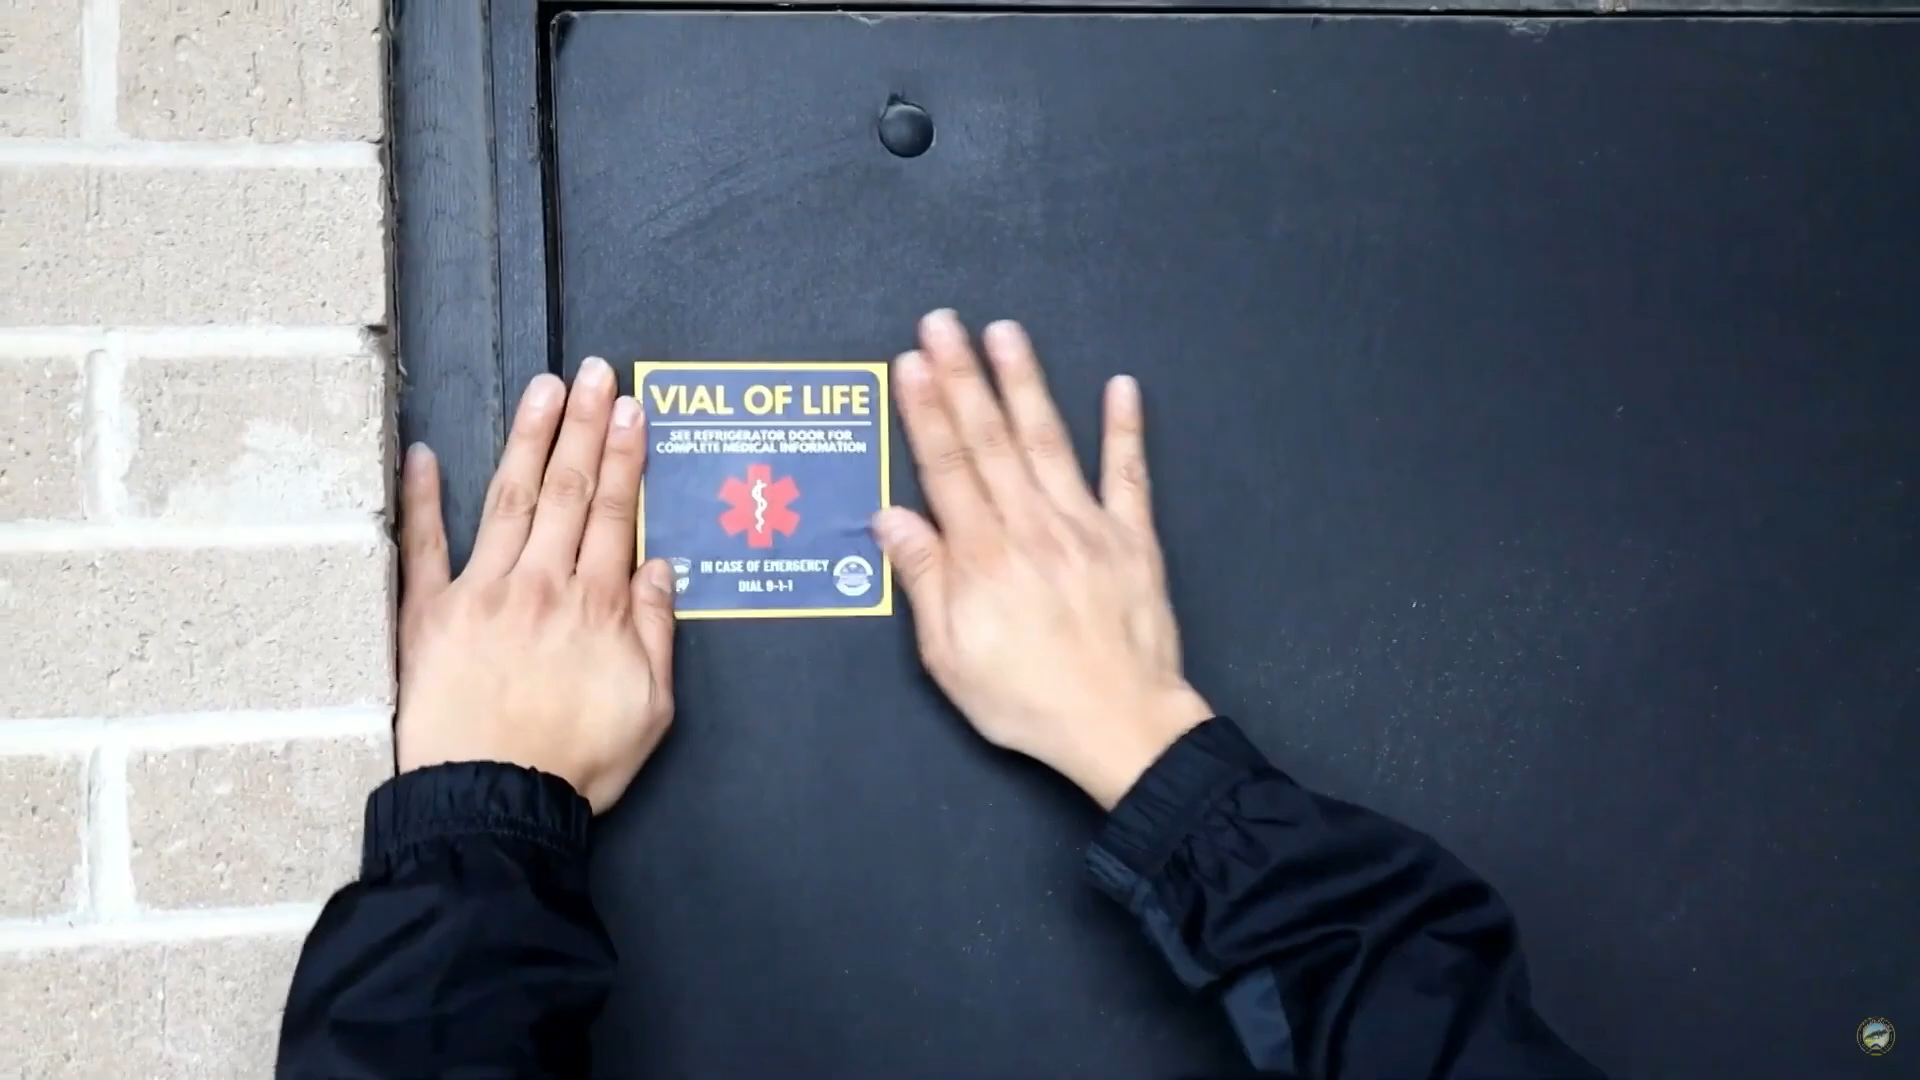 VIAL OF LIFE
SEE REFRIGERATOR DOOR FOR
COMPLETE MEDICAL INFORMATION
IN CASE OF EMERGENCY
DIAL 9-1-1